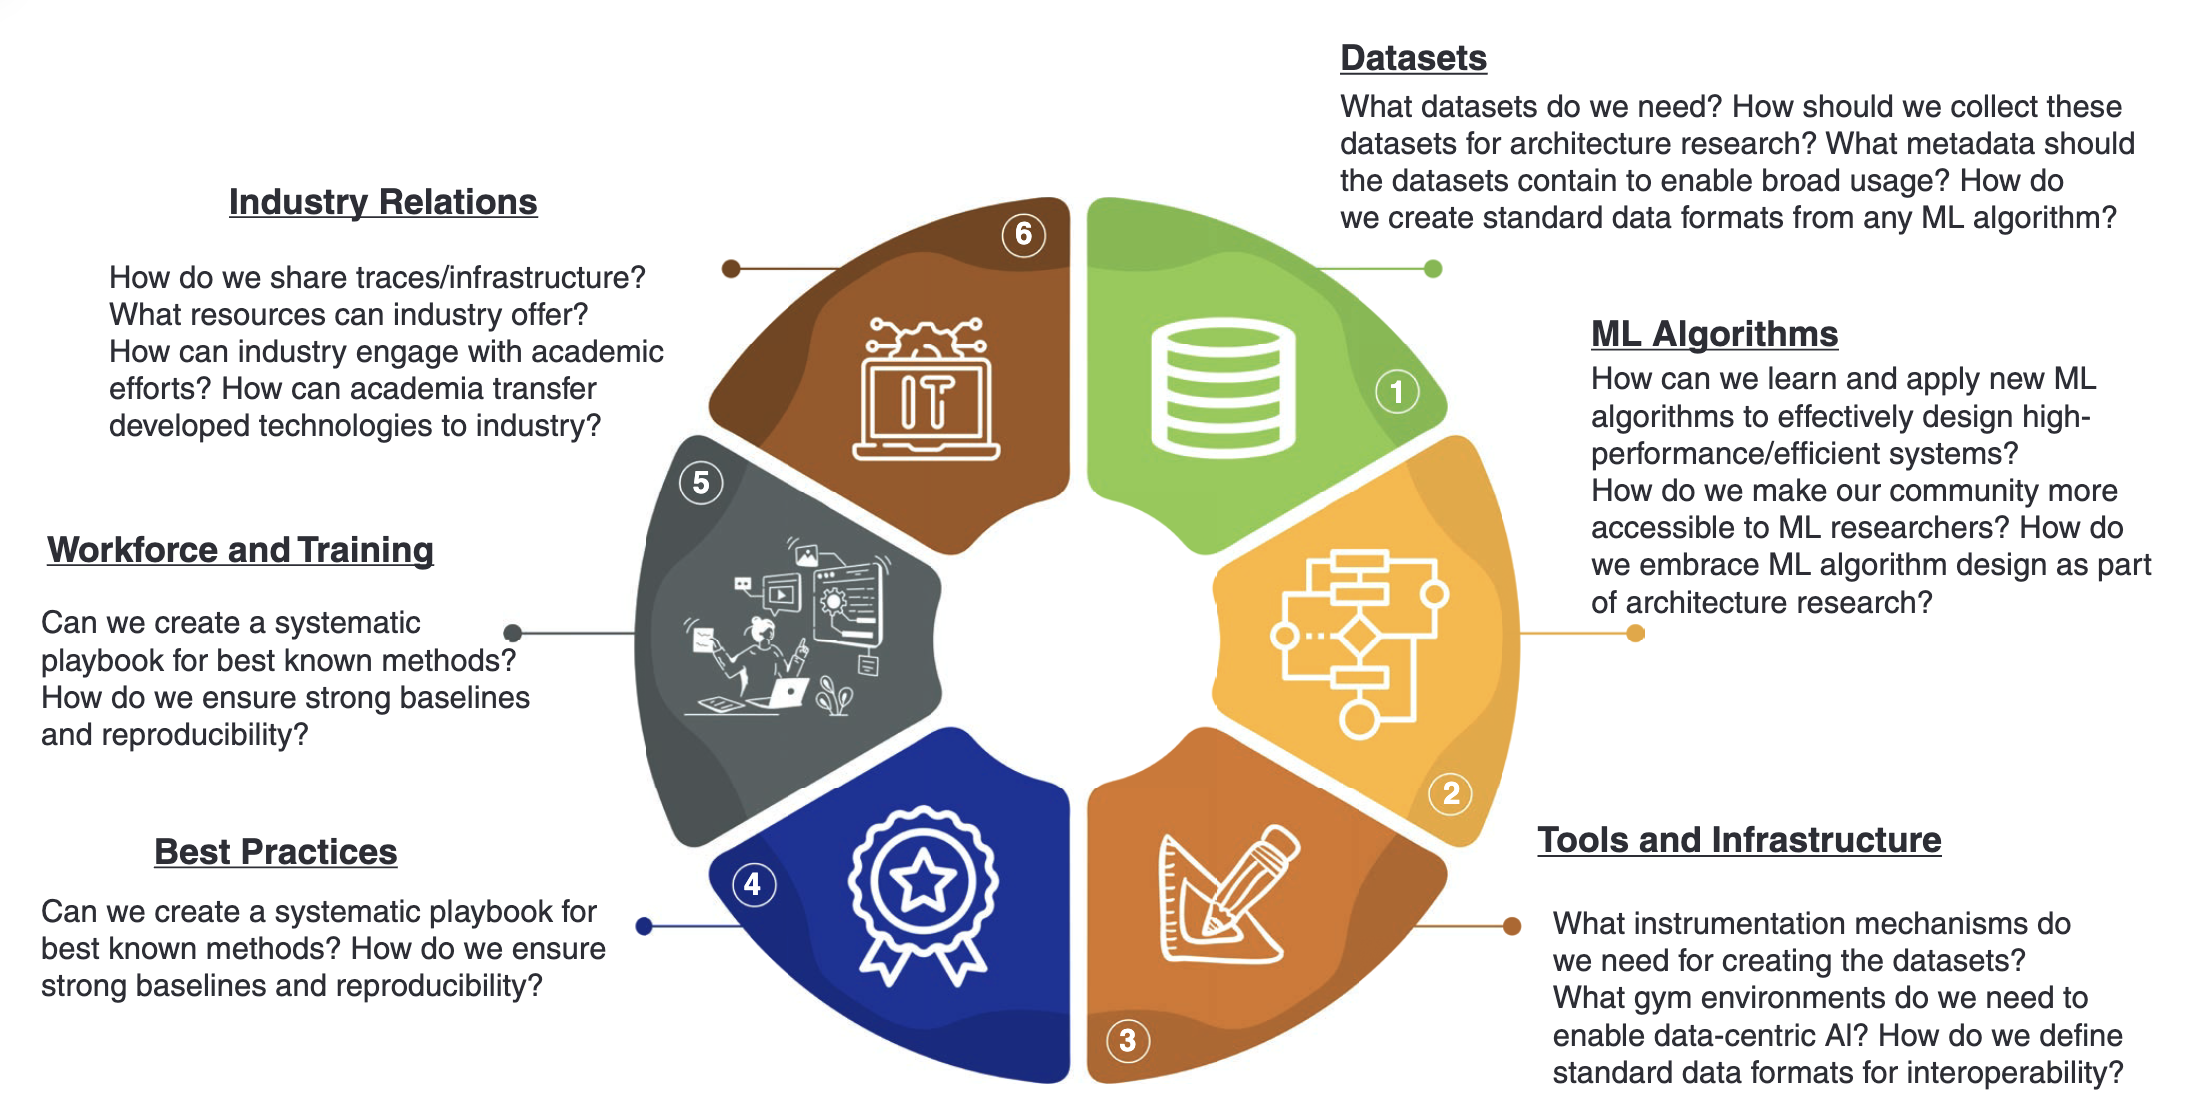 Datasets
What datasets do we need? How should we collect these
datasets for architecture research? What metadata should
the datasets contain to enable broad usage? How do
we create standard data formats from any ML algorithm?
ML Algorithms
How can we learn and apply new ML
algorithms to effectively design high-
performance/efficient systems?
How do we make our community more
accessible to ML researchers? How do
we embrace ML algorithm design as part
of architecture research?
Tools and Infrastructure
What instrumentation mechanisms do
we need for creating the datasets?
What gym environments do we need to
enable data-centric AI? How do we define
standard data formats for interoperability?
Best Practices
Can we create a systematic playbook for
best known methods? How do we ensure
strong baselines and reproducibility?
Workforce and Training
Can we create a systematic
playbook for best known methods?
How do we ensure strong baselines
and reproducibility?
Industry Relations
How do we share traces/infrastructure?
What resources can industry offer?
How can industry engage with academic
efforts? How can academia transfer
developed technologies to industry?
1
2
3
4
5
6
IT